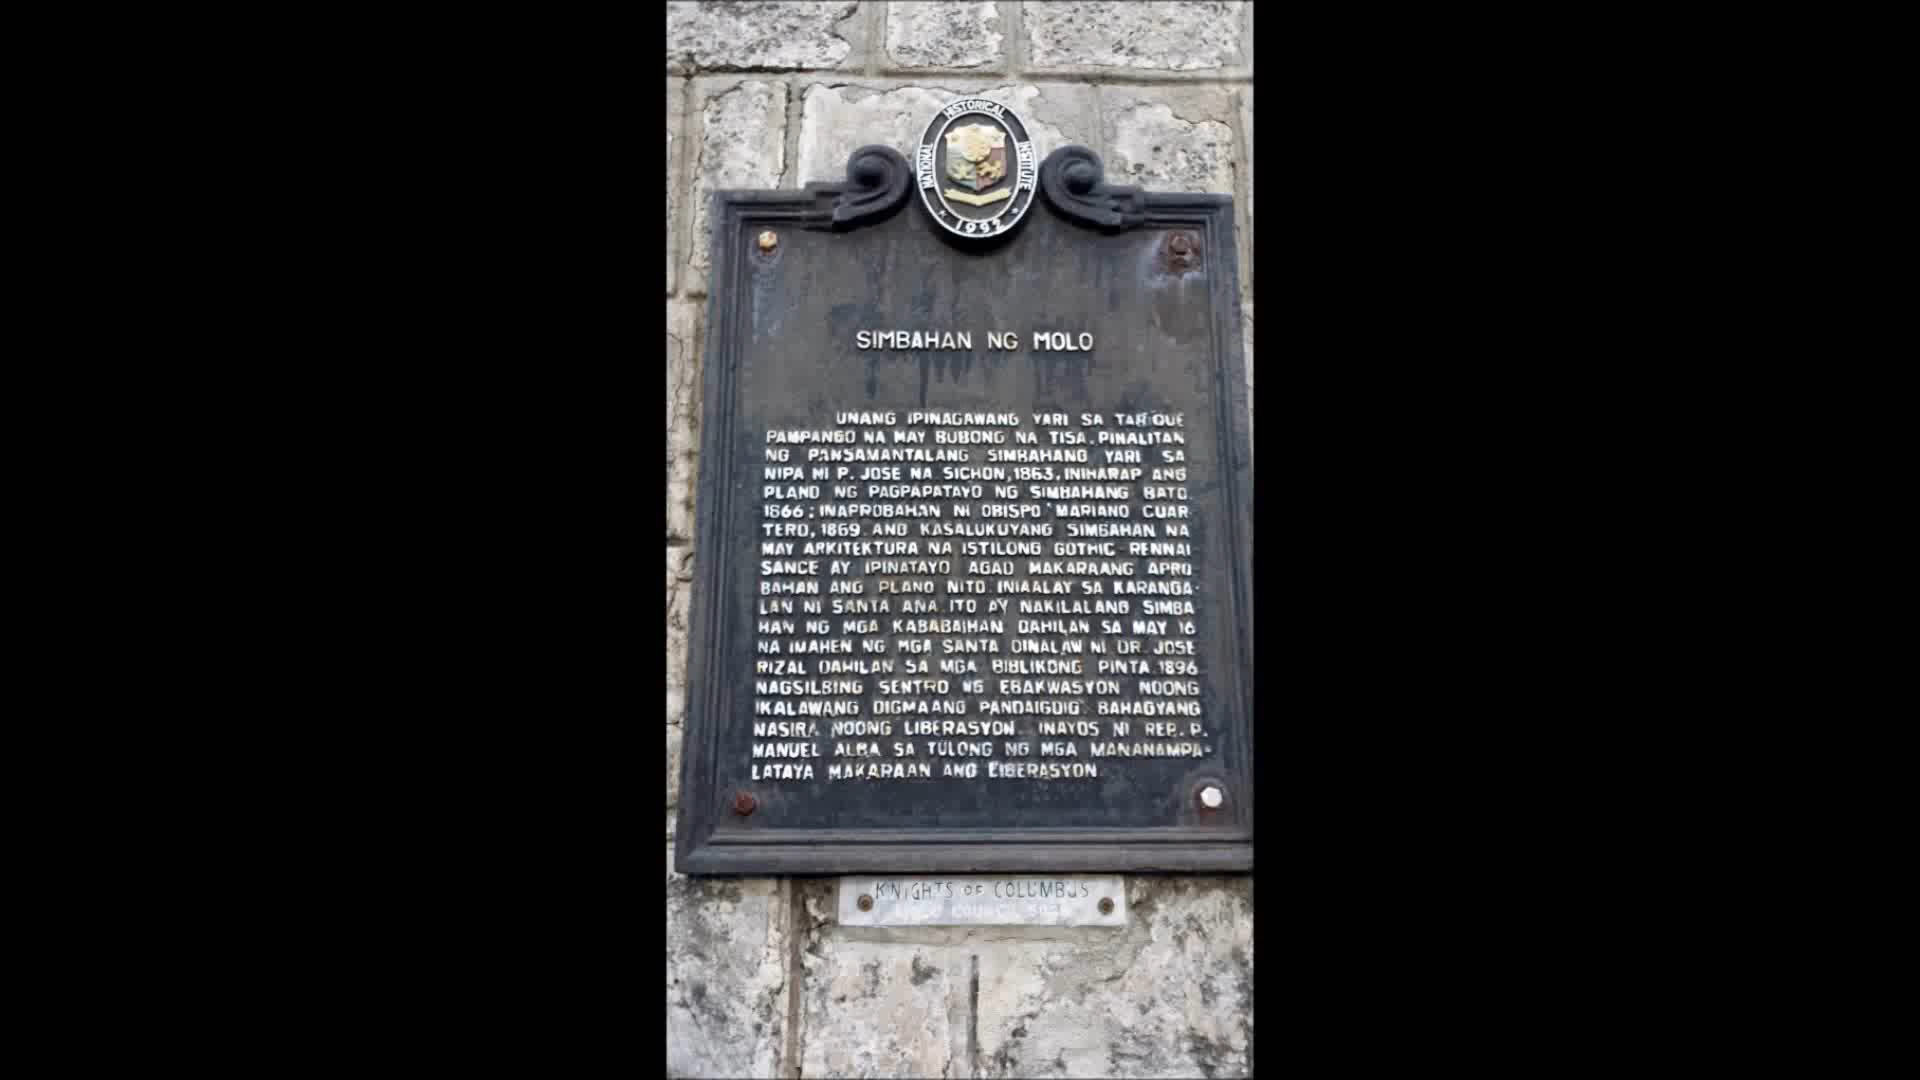 NATIONAL HISTORICAL INSTITUTE
1992
SIMBAHAN NG MOLO
UNANG IPINAGAWANG YARI SA TABIQUE
PAMPANGO NA MAY BUBONG NA TISA. PINALITAN
NG PANSAMANTALANG SIMBAHANG YARI SA
NIPA NI P. JOSE MA SICHON, 1863. INIHARAP ANG
PLANO NG PAGPAPATAYO NG SIMBAHANG BATO,
1866; INAPROBAHAN NI OBISPO MARIANO CUAR
TERO, 1869. ANG KASALUKUYANG SIMBAHAN NA
MAY ARKITEKTURA NA ISTILONG GOTHIC-RENNAI
SANCE AY IPINATAYO AGAD MAKARAANG APRO
BAHAN ANG PLANO NITO. INIAALAY SA KARANGA-
LAN NI SANTA ANA. ITO AY NAKILALANG SIMBA
HAN NG MGA KABABAIHAN DAHILAN SA MAY 16
NA IMAHEN NG MGA SANTA. DINALAW NI DR. JOSE
RIZAL DAHILAN SA MGA BIBLIKONG PINTA. 1896
NAGSILBING SENTRO NG EBAKWASYON NOONG
IKALAWANG DIGMAANG PANDAIGDIG. BAHAGYANG
NASIRA NOONG LIBERASYON. INAYOS NI REB. P.
MANUEL ALBA SA TULONG NG MGA MANANAMPA-
LATAYA MAKARAAN ANG LIBERASYON.
KNIGHTS OF COLUMBUS